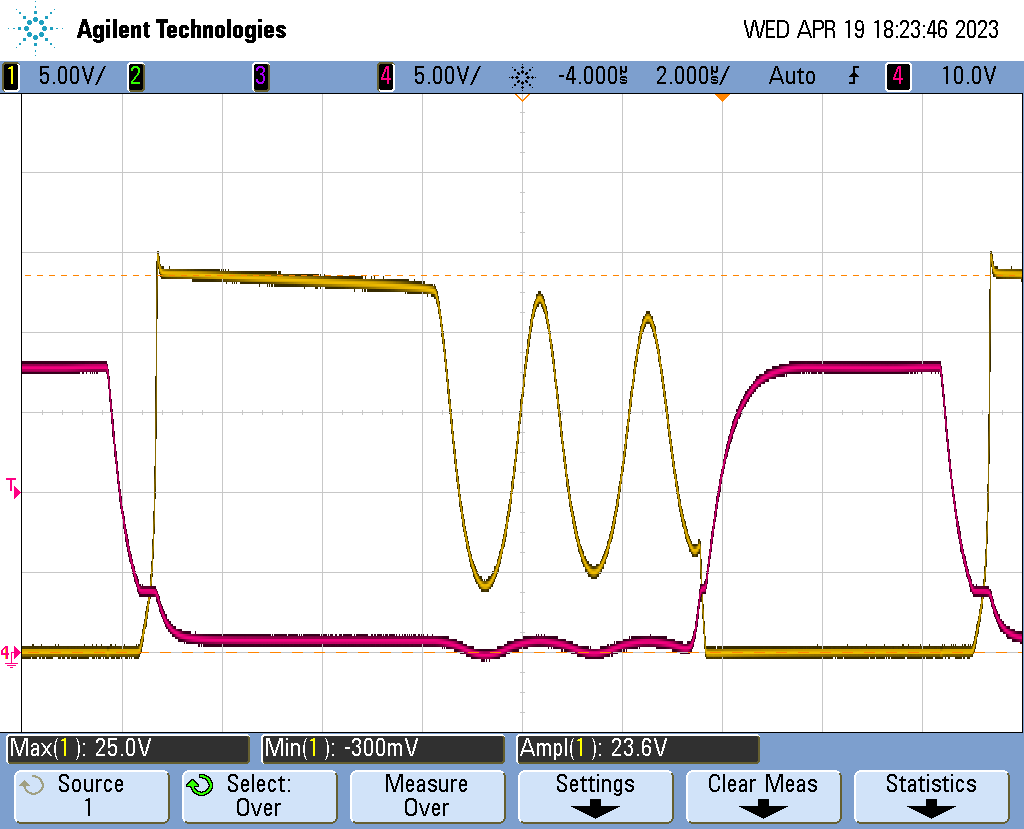 Agilent Technologies
WED APR 19 18:23:46 2023
1 5.00V/ 2 3 4 5.00V/ -4.000µs 2.000µs/ Auto 4 10.0V
T
4
Max(1): 25.0V Min(1): -300mV Ampl(1): 23.6V
Source
1
Select:
Over
Measure
Over
Settings
Clear Meas
Statistics